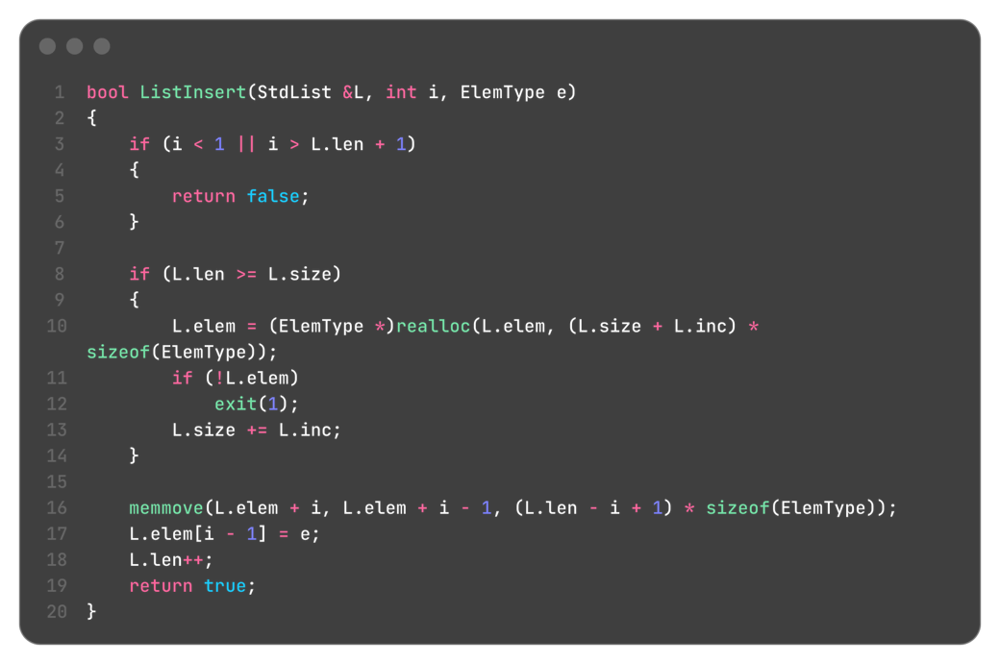 1 bool ListInsert(StdList &L, int i, ElemType e)
2 {
3     if (i < 1 || i > L.len + 1)
4     {
5         return false;
6     }
7
8     if (L.len >= L.size)
9     {
10         L.elem = (ElemType *)realloc(L.elem, (L.size + L.inc) *
sizeof(ElemType));
11         if (!L.elem)
12             exit(1);
13         L.size += L.inc;
14     }
15
16     memmove(L.elem + i, L.elem + i - 1, (L.len - i + 1) * sizeof(ElemType));
17     L.elem[i - 1] = e;
18     L.len++;
19     return true;
20 }